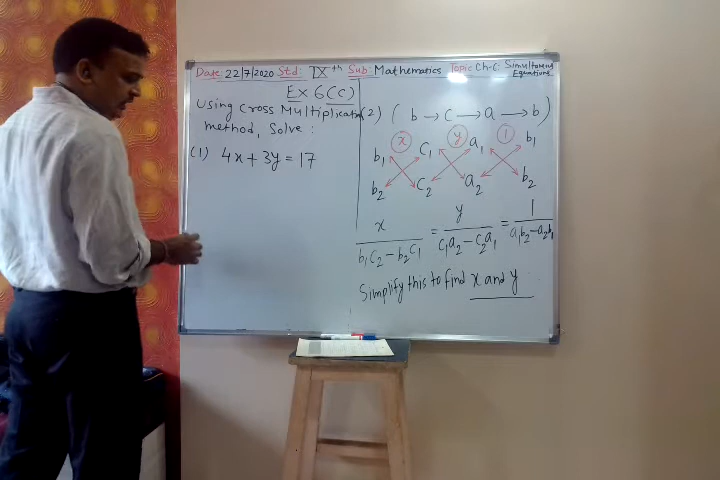 Date: 22/7/2020 Std: IXth Sub: Mathematics Topic Ch-6: Simultaneous Equations
Ex 6(C)
Using Cross Multiplication
method, Solve :
(1) 4x + 3y = 17
(2) ( b → c → a → b )
x y 1
b₁ c₁ a₁ b₁
b₂ c₂ a₂ b₂
x / (b₁c₂ - b₂c₁) = y / (c₁a₂ - c₂a₁) = 1 / (a₁b₂ - a₂b₁)
Simplify this to find x and y